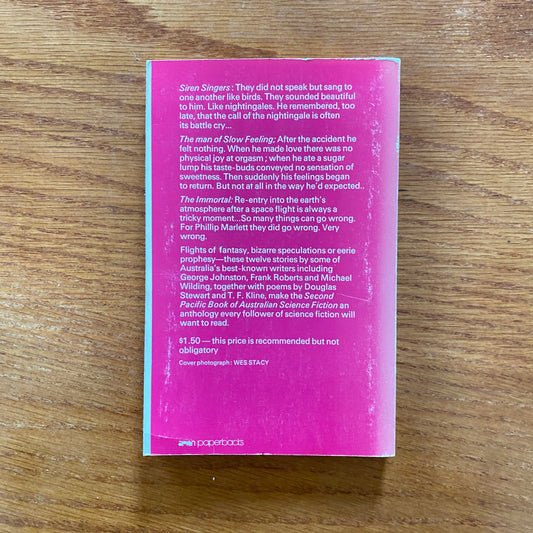 Siren Singers: They did not speak but sang to
one another like birds. They sounded beautiful
to him. Like nightingales. He remembered, too
late, that the call of the nightingale is often
its battle cry...
The man of Slow Feeling; After the accident he
felt nothing. When he made love there was no
physical joy at orgasm; when he ate a sugar
lump his taste-buds conveyed no sensation of
sweetness. Then suddenly his feelings began
to return. But not at all in the way he'd expected..
The Immortal: Re-entry into the earth's
atmosphere after a space flight is always a
tricky moment...So many things can go wrong.
For Phillip Marlett they did go wrong. Very
wrong.
Flights of fantasy, bizarre speculations or eerie
prophesy—these twelve stories by some of
Australia's best-known writers including
George Johnston, Frank Roberts and Michael
Wilding, together with poems by Douglas
Stewart and T. F. Kline, make the Second
Pacific Book of Australian Science Fiction an
anthology every follower of science fiction will
want to read.
$1.50 — this price is recommended but not
obligatory
Cover photograph: WES STACY
paperbacks